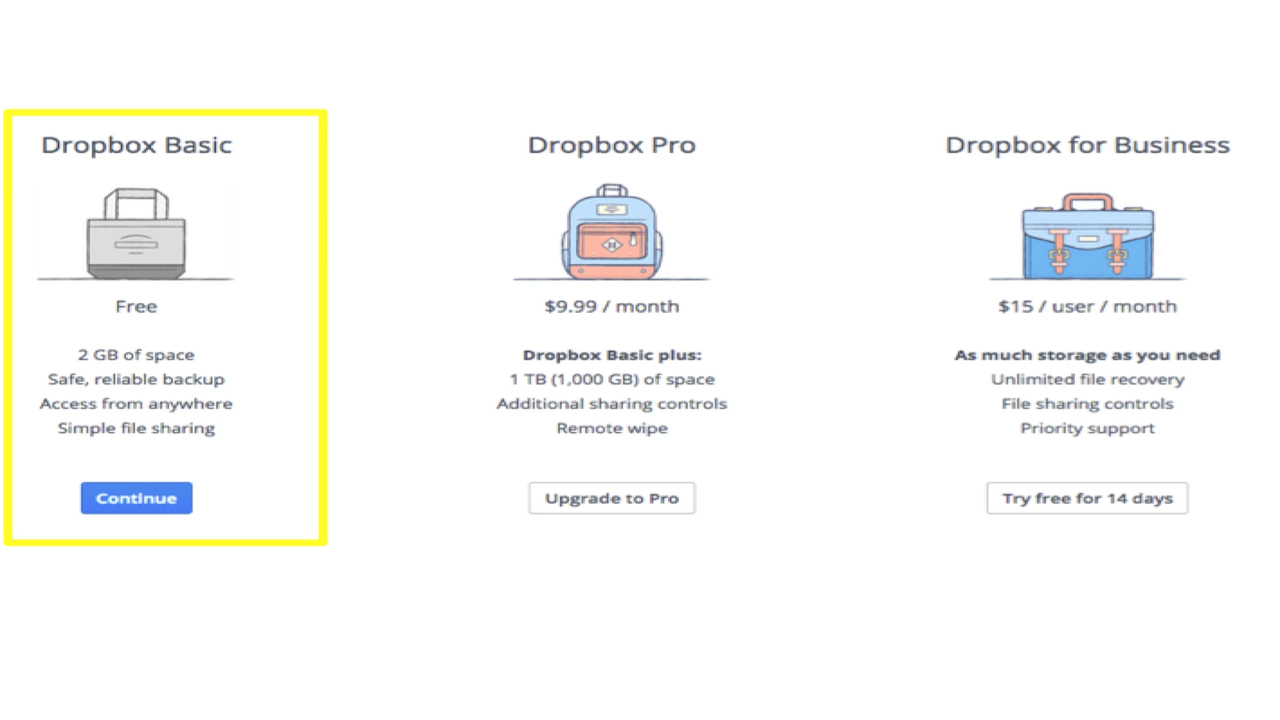 Dropbox Basic
Free
2 GB of space
Safe, reliable backup
Access from anywhere
Simple file sharing
Continue
Dropbox Pro
$9.99 / month
Dropbox Basic plus:
1 TB (1,000 GB) of space
Additional sharing controls
Remote wipe
Upgrade to Pro
Dropbox for Business
$15 / user / month
As much storage as you need
Unlimited file recovery
File sharing controls
Priority support
Try free for 14 days